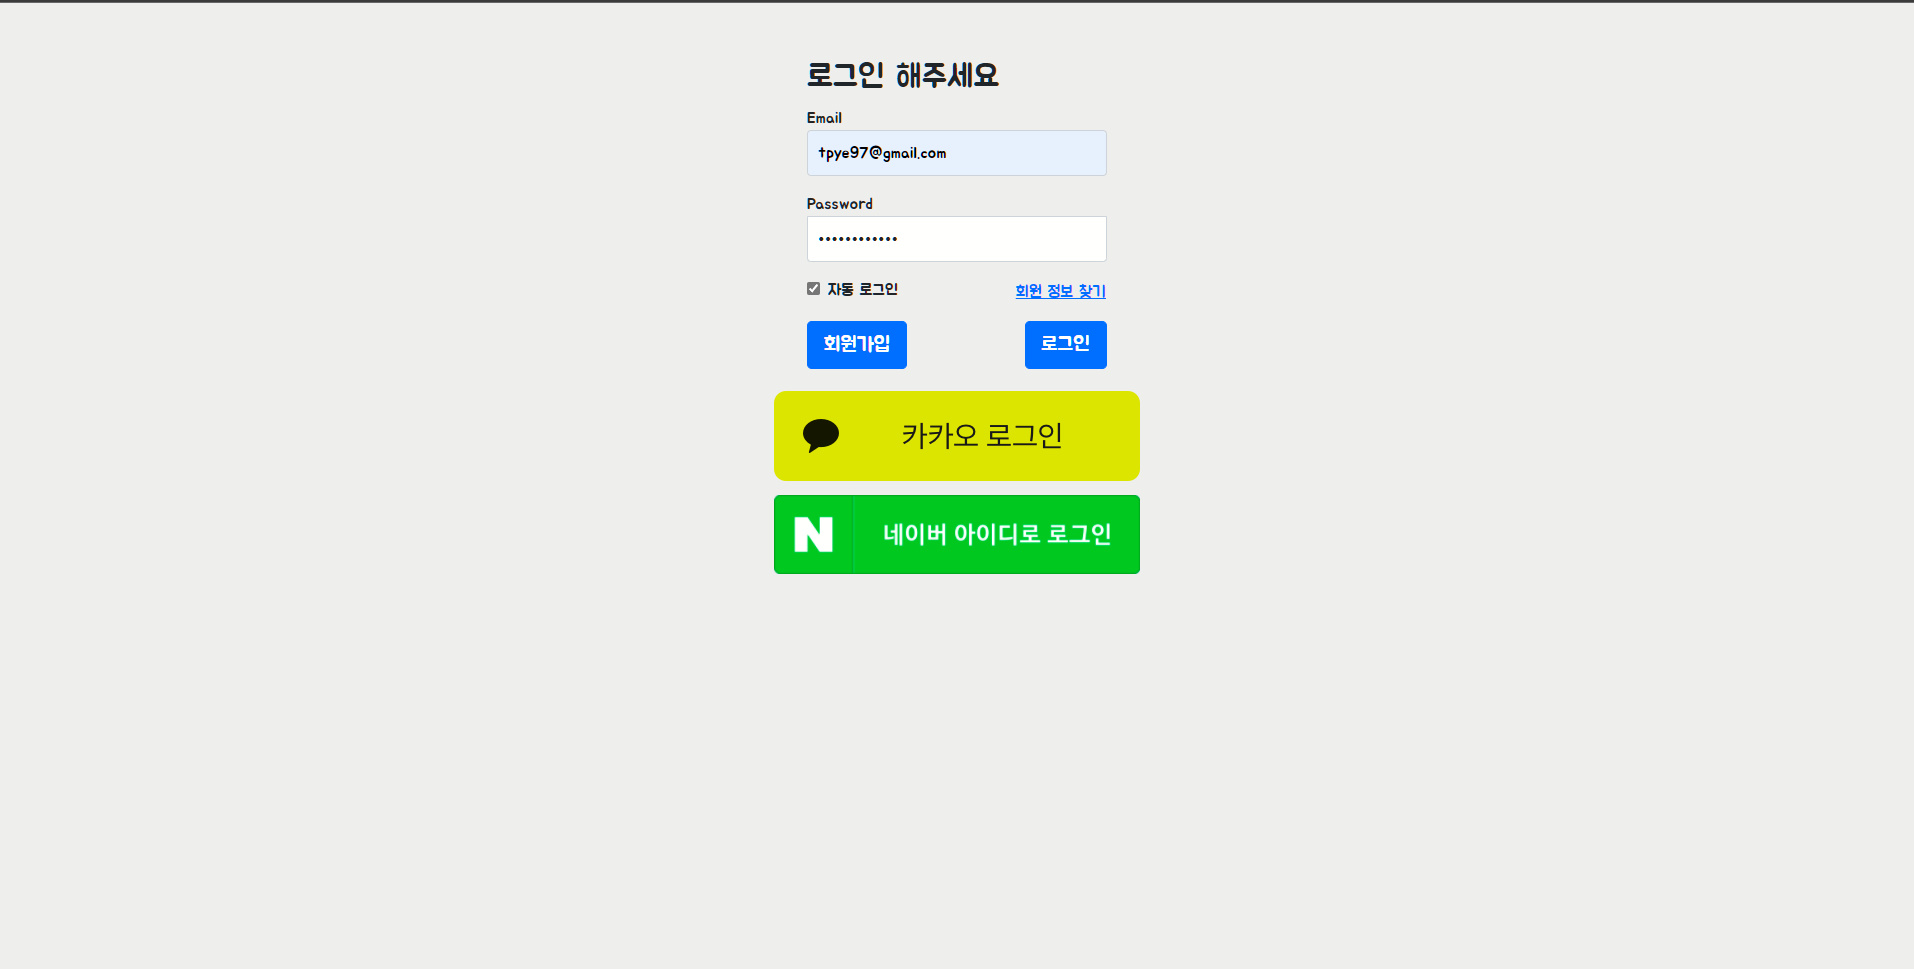 로그인 해주세요
Email
tpye97@gmail.com
Password
••••••••••••
자동 로그인 회원 정보 찾기
회원가입 로그인
카카오 로그인
N 네이버 아이디로 로그인